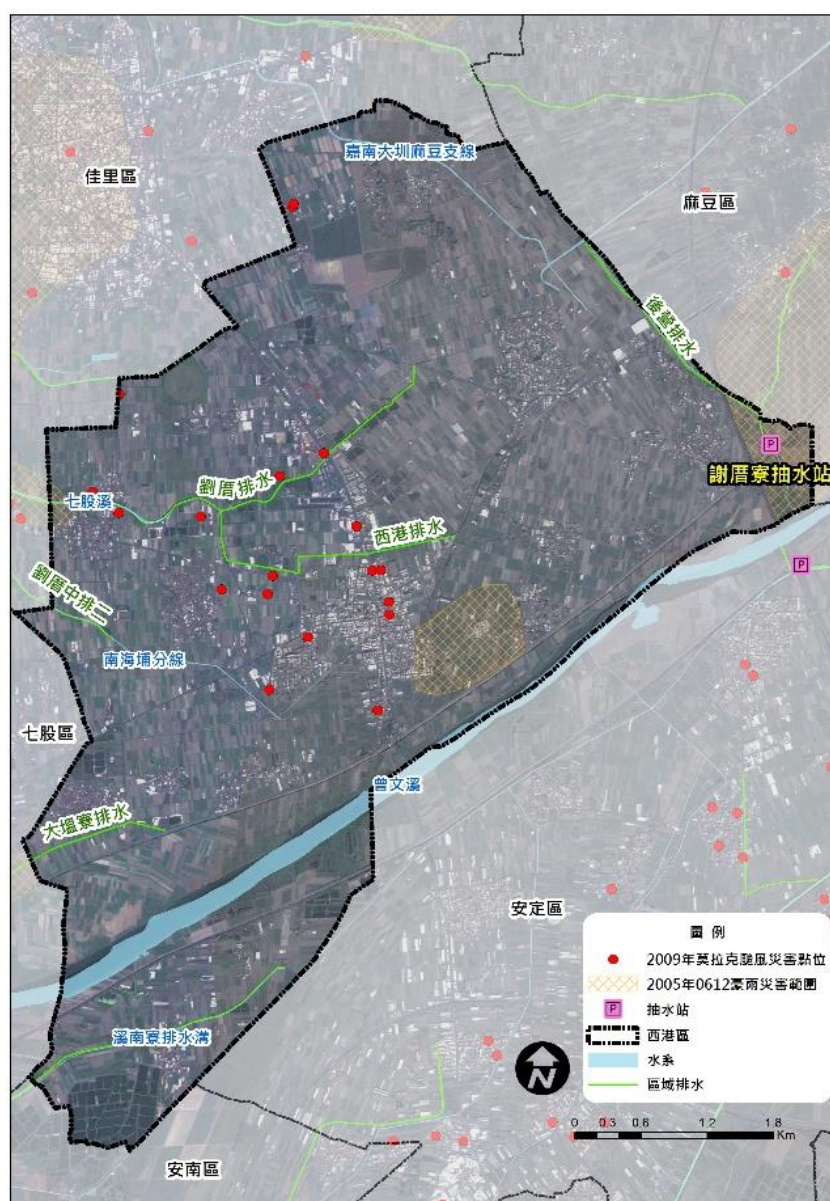 嘉南大圳麻豆支線
佳里區
麻豆區
後營排水
P
謝厝寮抽水站
劉厝排水
七股溪
西港排水
P
劉厝中排二
南海埔分線
七股區
曾文溪
大塭寮排水
安定區
圖例
2009年莫拉克颱風災害點位
2005年0612豪雨災害範圍
P 抽水站
西港區
水系
區域排水
溪南寮排水溝
N
0 0.3 0.6 1.2 1.8
Km
安南區